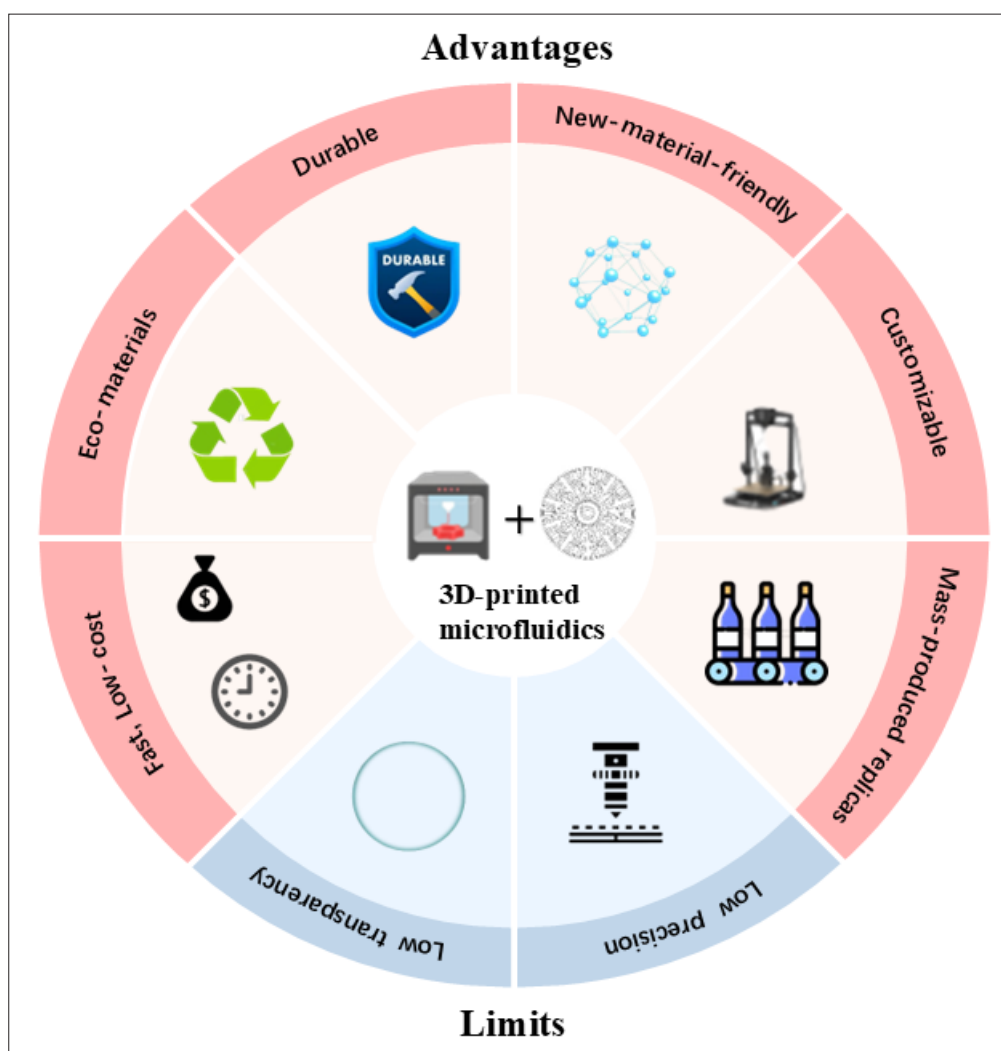 Advantages
Durable
New-material-friendly
Eco-materials
Customizable
DURABLE
$
3D-printed
microfluidics
+
Fast, Low-cost
Mass-produced replicas
Low transparency
Low precision
Limits